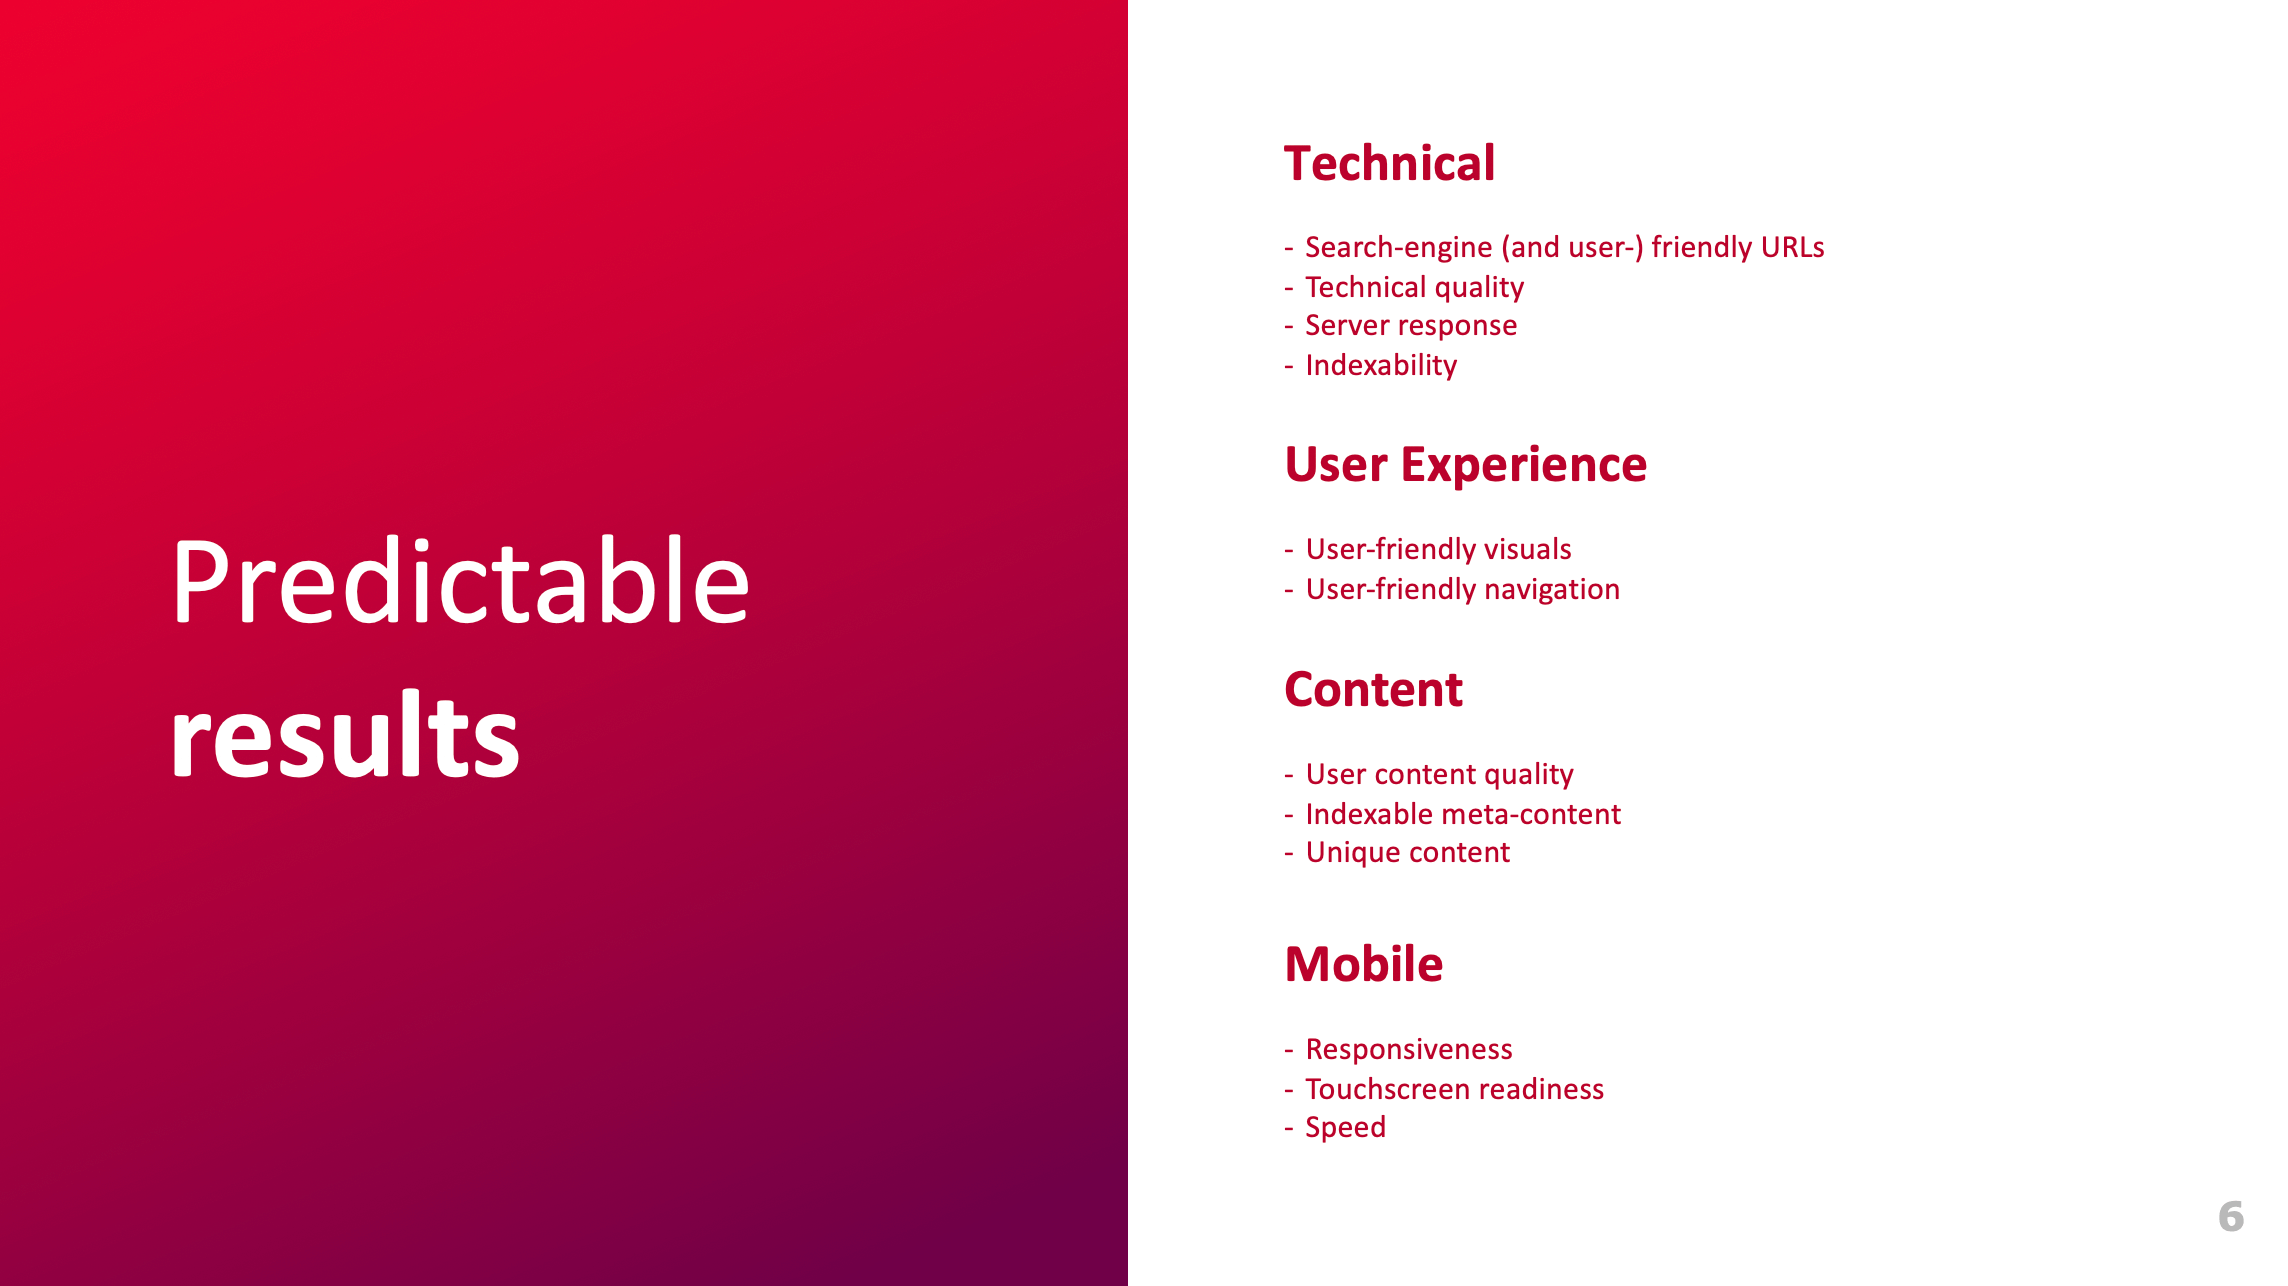 Predictable
results
Technical
- Search-engine (and user-) friendly URLs
- Technical quality
- Server response
- Indexability
User Experience
- User-friendly visuals
- User-friendly navigation
Content
- User content quality
- Indexable meta-content
- Unique content
Mobile
- Responsiveness
- Touchscreen readiness
- Speed
6